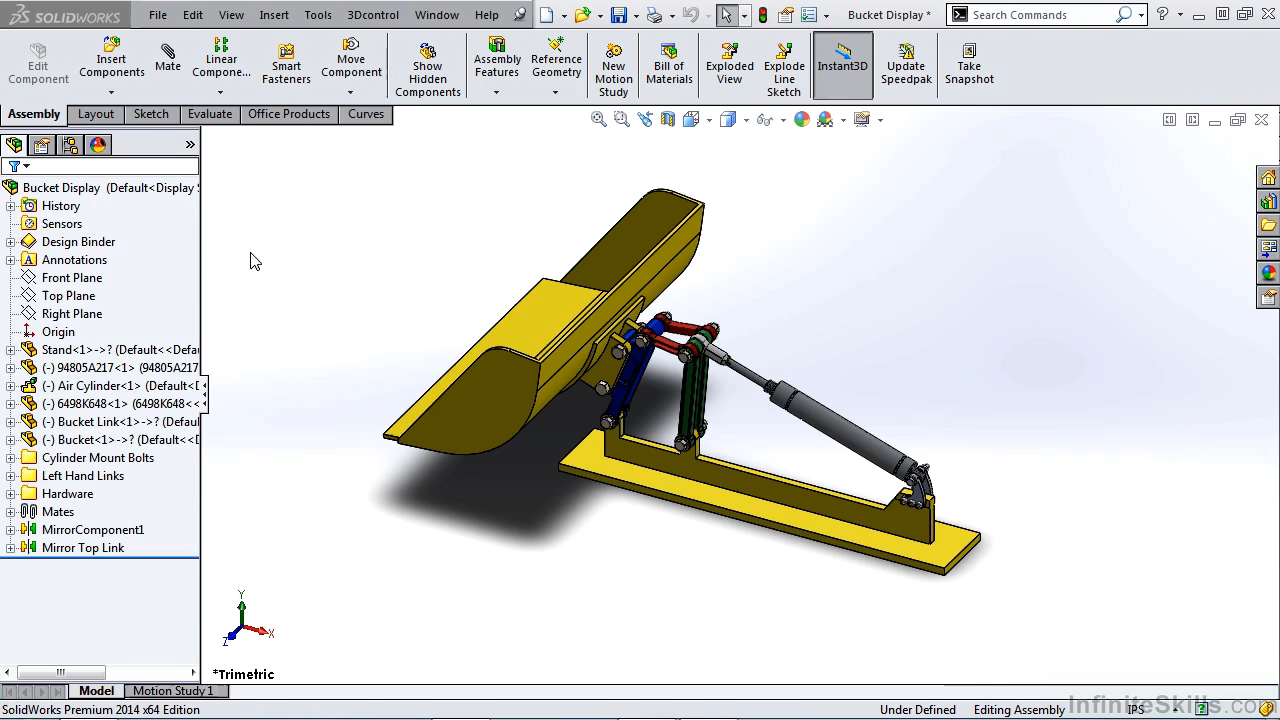 SOLIDWORKS File Edit View Insert Tools 3Dcontrol Window Help Bucket Display * Search Commands
Edit Component
Insert Components
Mate
Linear Compone...
Smart Fasteners
Move Component
Show Hidden Components
Assembly Features
Reference Geometry
New Motion Study
Bill of Materials
Exploded View
Explode Line Sketch
Instant3D
Update Speedpak
Take Snapshot
Assembly Layout Sketch Evaluate Office Products Curves
Bucket Display (Default<Display S
History
Sensors
Design Binder
A Annotations
Front Plane
Top Plane
Right Plane
Origin
Stand<1>->? (Default<<Defau
(-) 94805A217<1> (94805A217
(-) Air Cylinder<1> (Default<D
(-) 6498K648<1> (6498K648<<
(-) Bucket Link<1>->? (Default
(-) Bucket<1>->? (Default<<D
Cylinder Mount Bolts
Left Hand Links
Hardware
Mates
MirrorComponent1
Mirror Top Link
Y
X
Z
*Trimetric
Model Motion Study 1
SolidWorks Premium 2014 x64 Edition Under Defined Editing Assembly IPS
InfiniteSkills.com